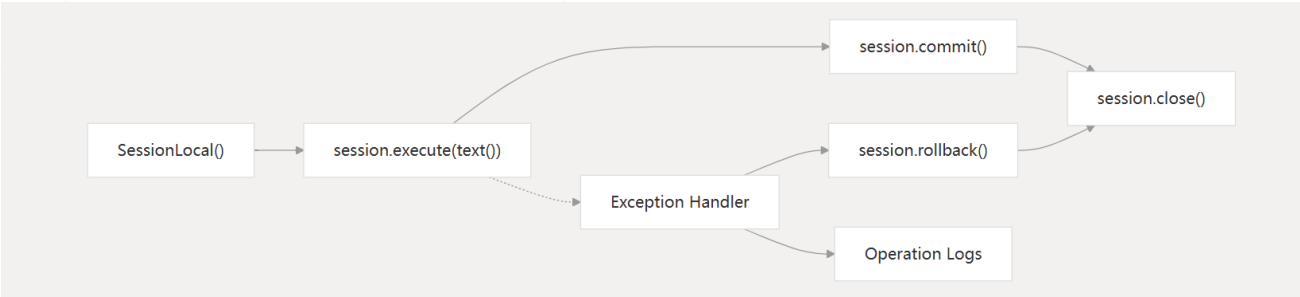 SessionLocal()
session.execute(text())
session.commit()
session.close()
session.rollback()
Exception Handler
Operation Logs